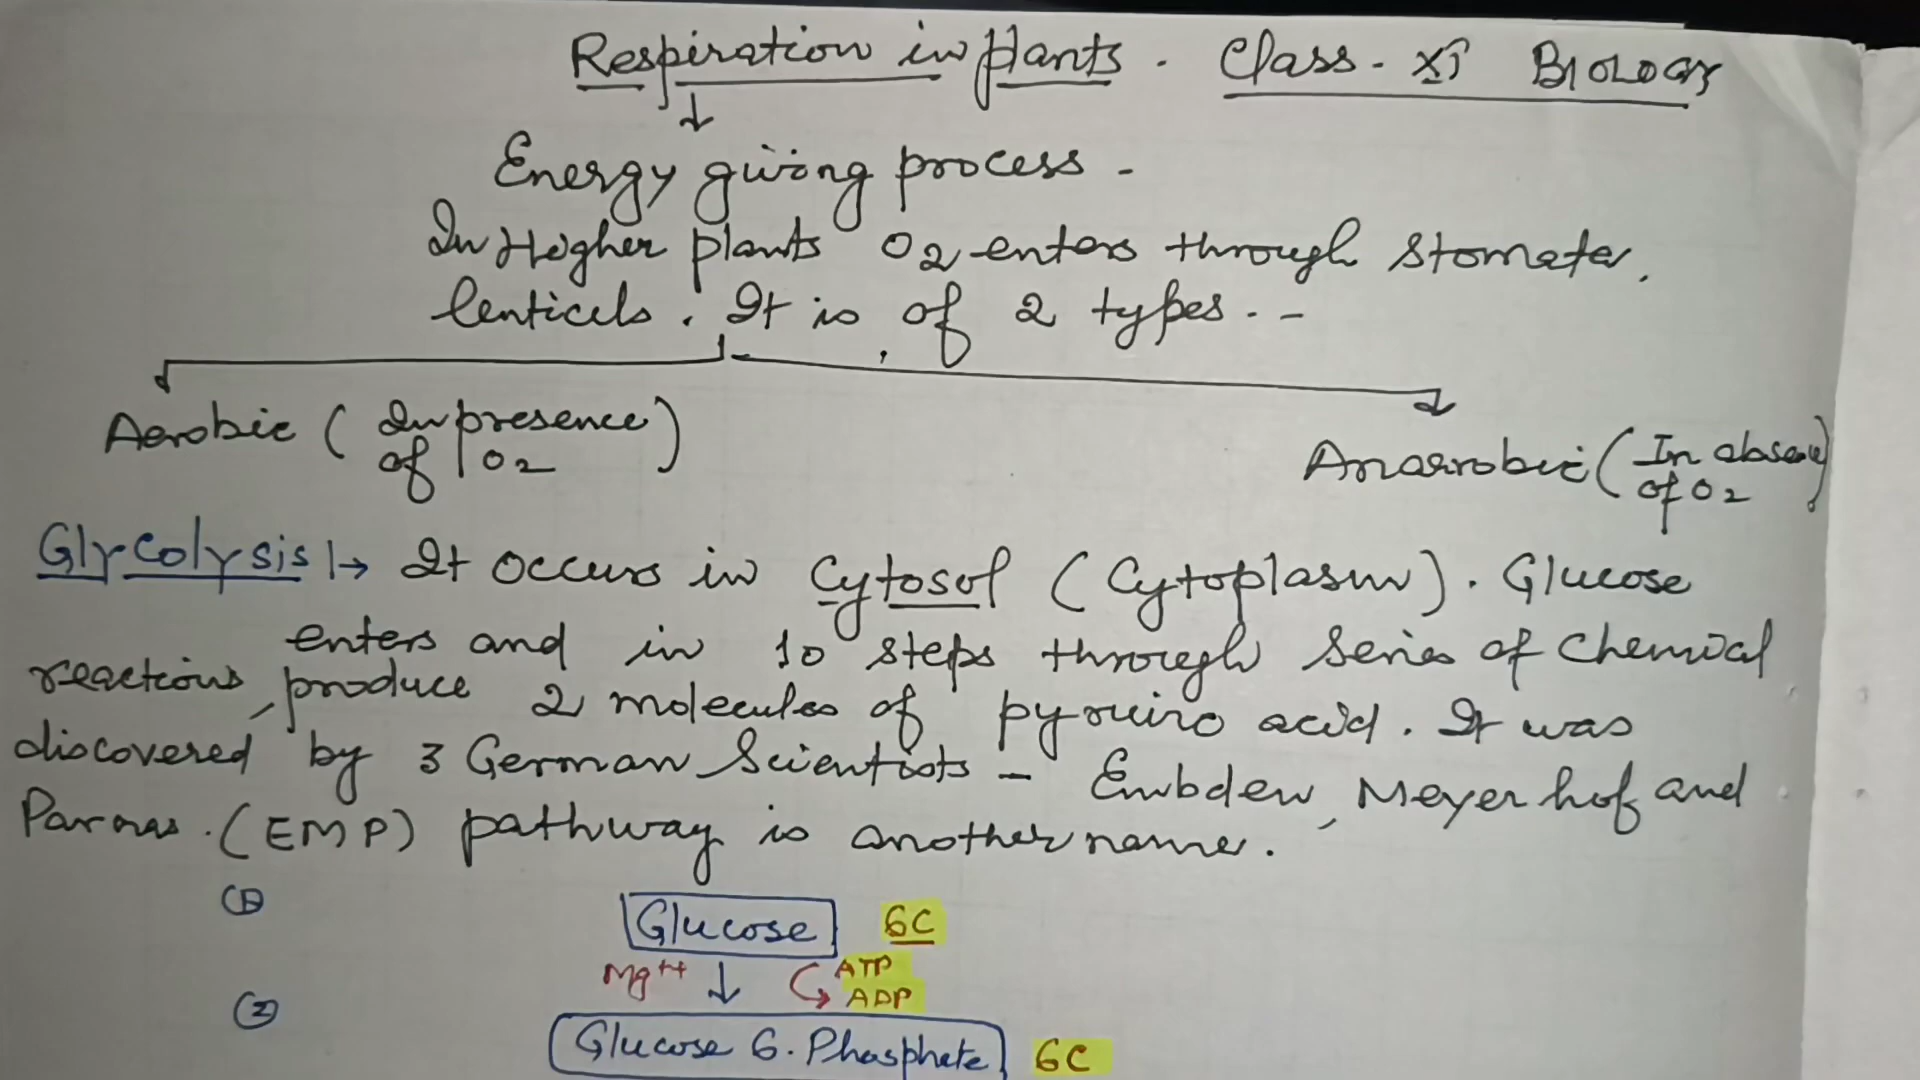 Respiration in plants. Class - XI BIOLOGY
Energy giving process -
In Higher plants O2 enters through stomata,
lenticels. It is of 2 types. -
Aerobic (In presence of O2)
Anaerobic (In absence of O2)
Glycolysis :→ It occurs in Cytosol (Cytoplasm). Glucose
enters and in 10 steps through series of chemical
reactions, produce 2 molecules of pyruvic acid. It was
discovered by 3 German Scientists - Embden, Meyerhof and
Parnas. (EMP) pathway is another name.
① Glucose 6C
Mg++ ↓ ATP
ADP
② Glucose 6. Phosphate 6C